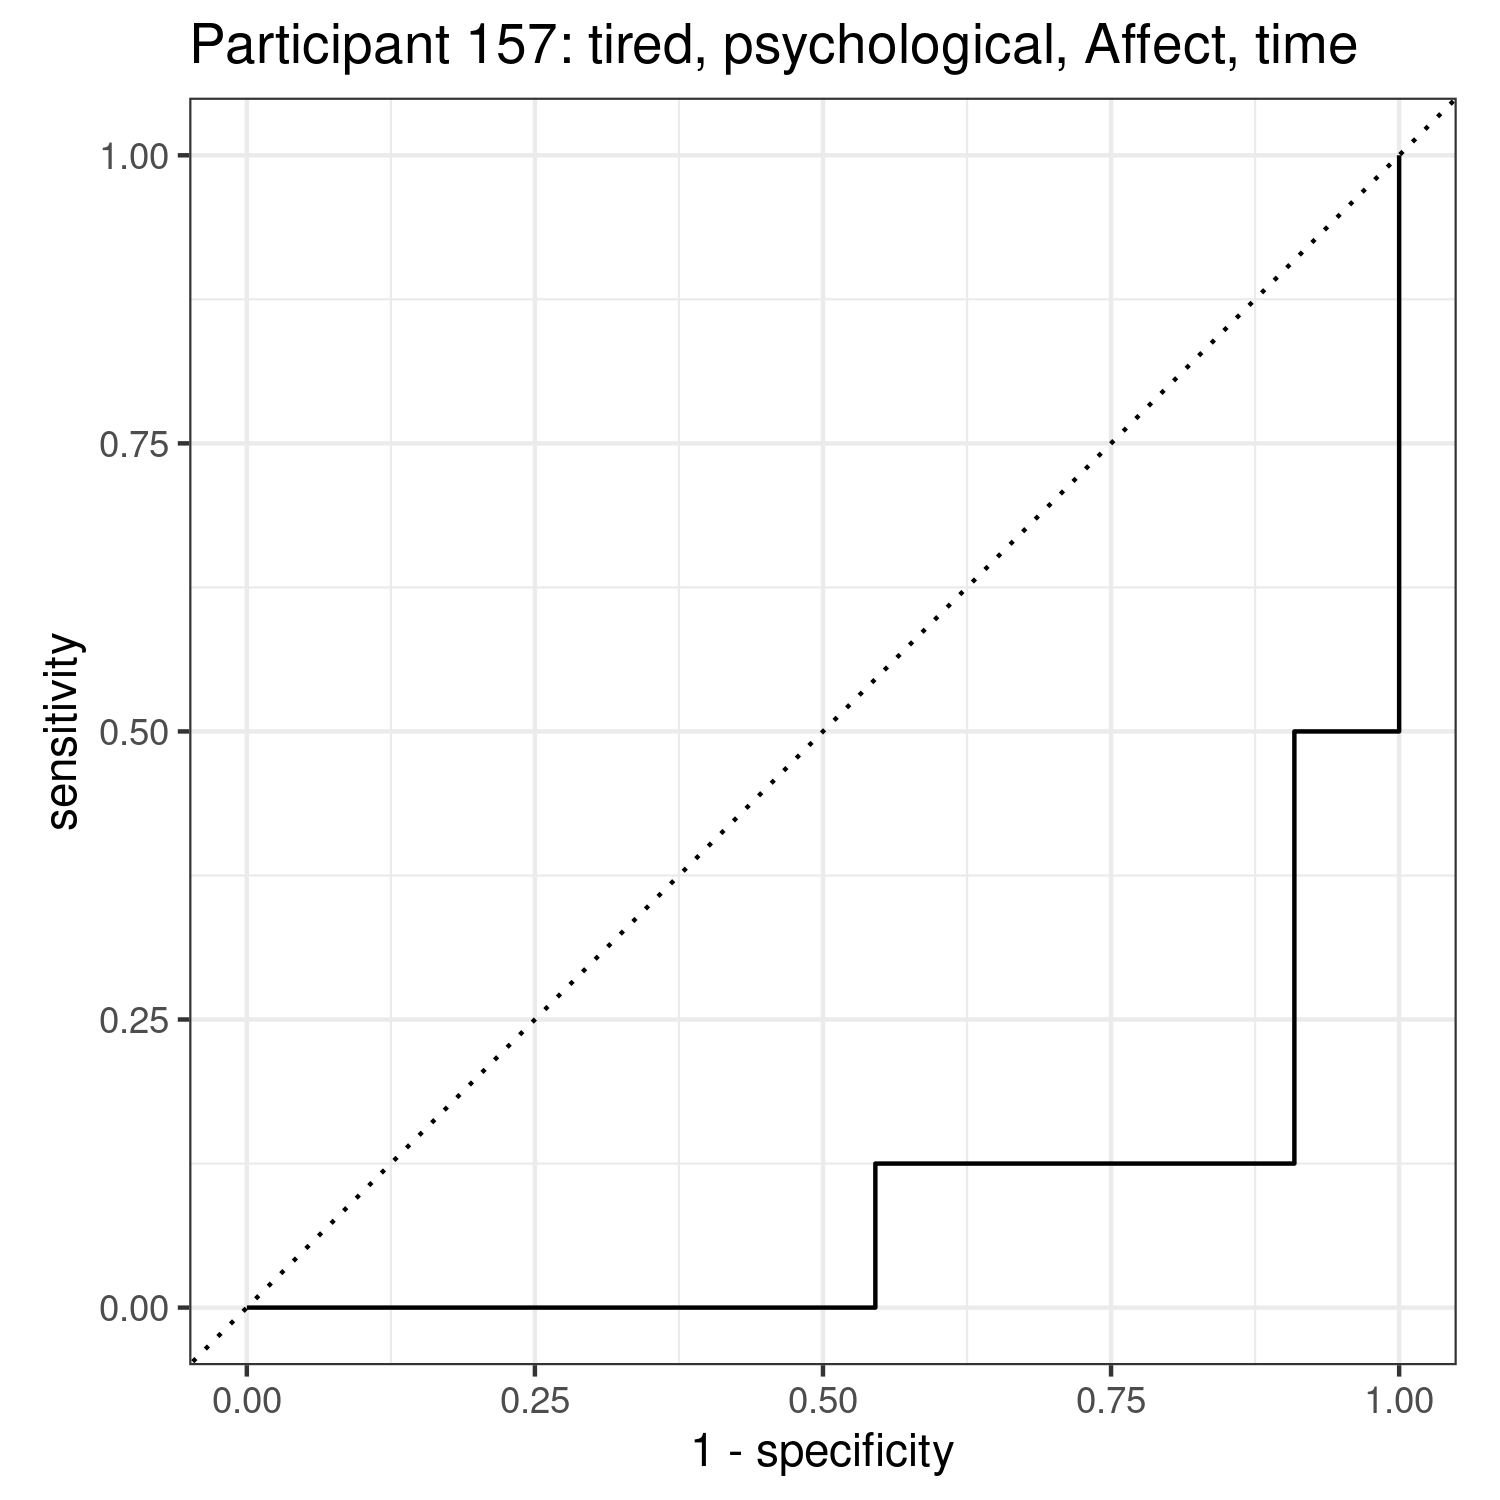 Participant 157: tired, psychological, Affect, time
1.00
0.75
0.50
0.25
0.00
sensitivity
0.00 0.25 0.50 0.75 1.00
1 - specificity